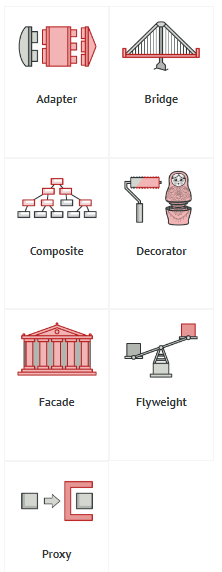 Adapter
Bridge
Composite
Decorator
Facade
Flyweight
Proxy